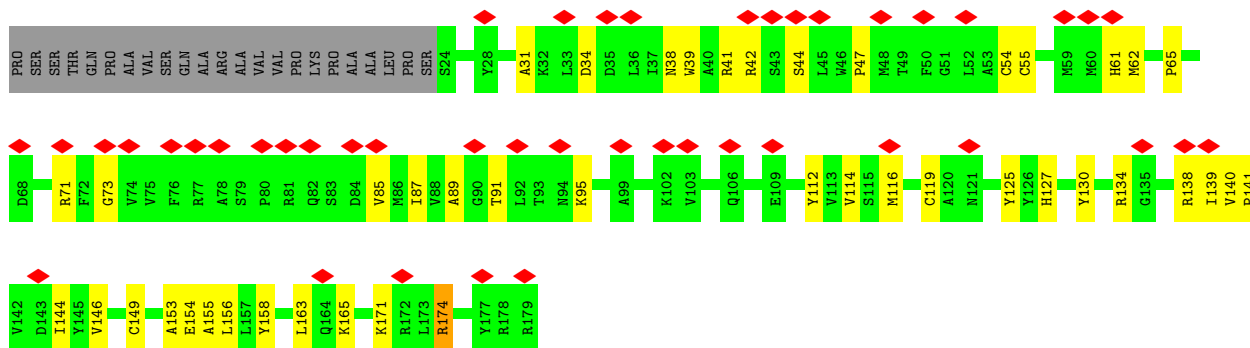 PRO SER SER THR GLN PRO ALA VAL SER GLN ALA ARG ALA VAL VAL PRO LYS PRO ALA ALA LEU PRO SER S24 Y28 A31 K32 L33 D34 D35 L36 I37 N38 W39 A40 R41 R42 S43 S44 L45 W46 P47 M48 T49 F50 G51 L52 A53 C54 C55 M59 M60 H61 M62 P65
D68 R71 F72 G73 V74 V75 F76 R77 A78 S79 P80 R81 Q82 S83 D84 V85 M86 I87 V88 A89 G90 T91 L92 T93 N94 K95 A99 K102 V103 Q106 E109 Y112 V113 V114 S115 M116 C119 A120 N121 Y125 Y126 H127 Y130 R134 G135 R138 I139 V140 P141
V142 D143 I144 Y145 V146 C149 A153 E154 A155 L156 L157 Y158 L163 Q164 K165 K171 R172 L173 R174 Y177 R178 R179